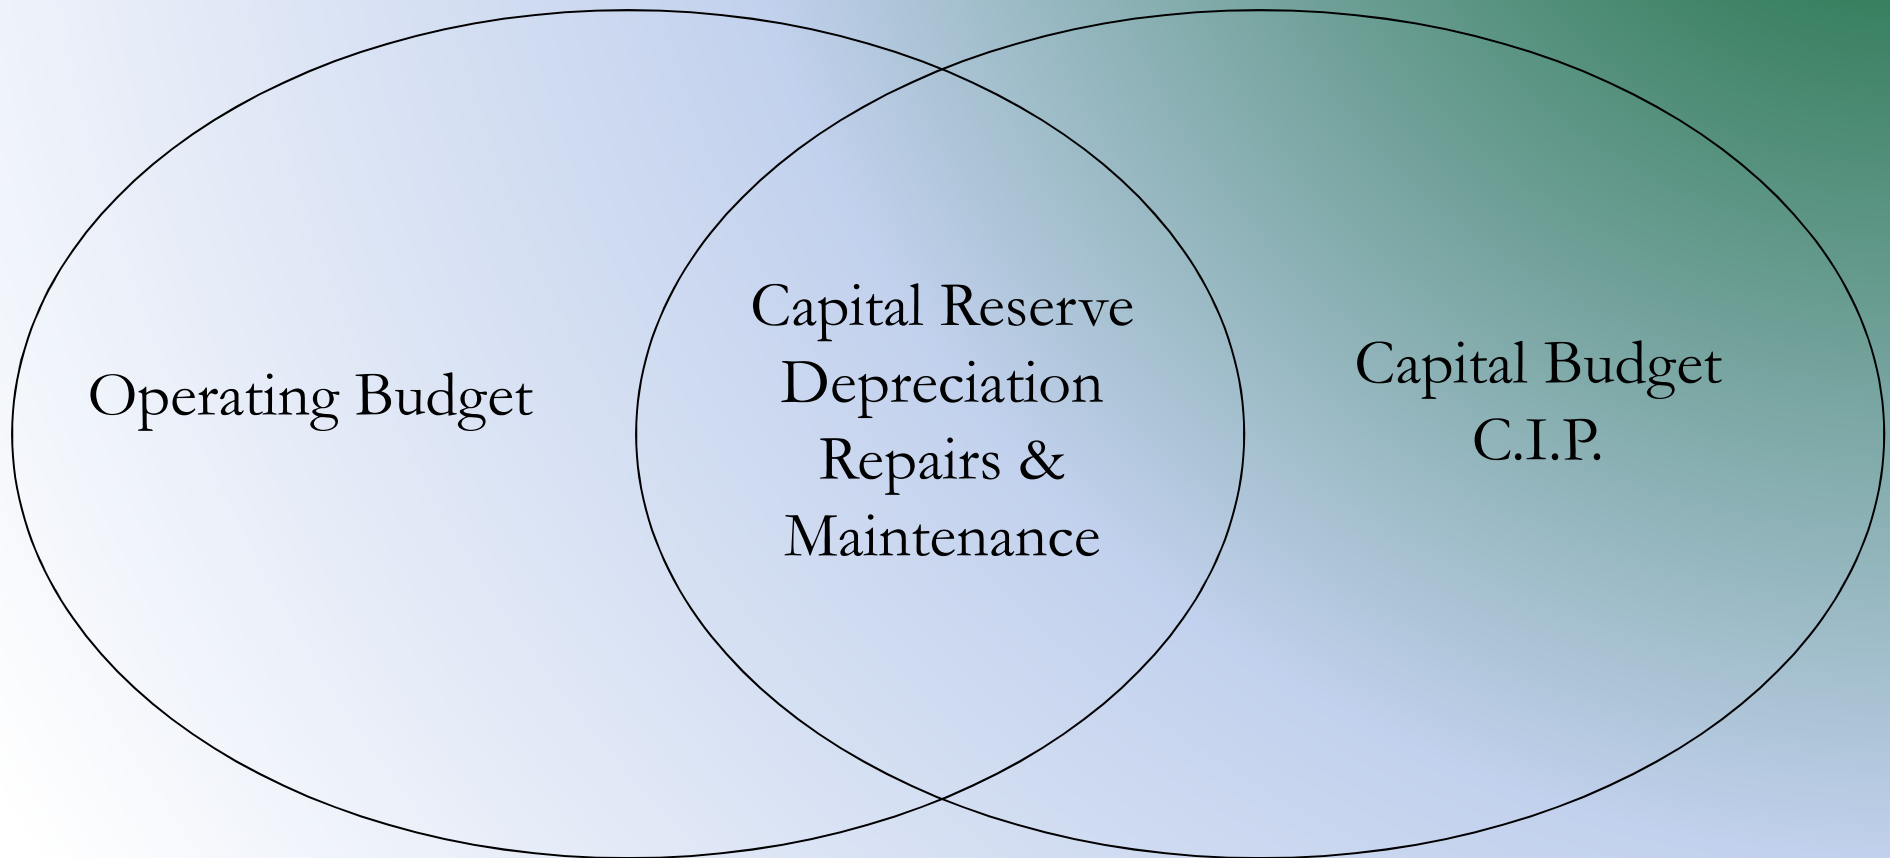 Operating Budget
Capital Reserve
Depreciation
Repairs &
Maintenance
Capital Budget
C.I.P.